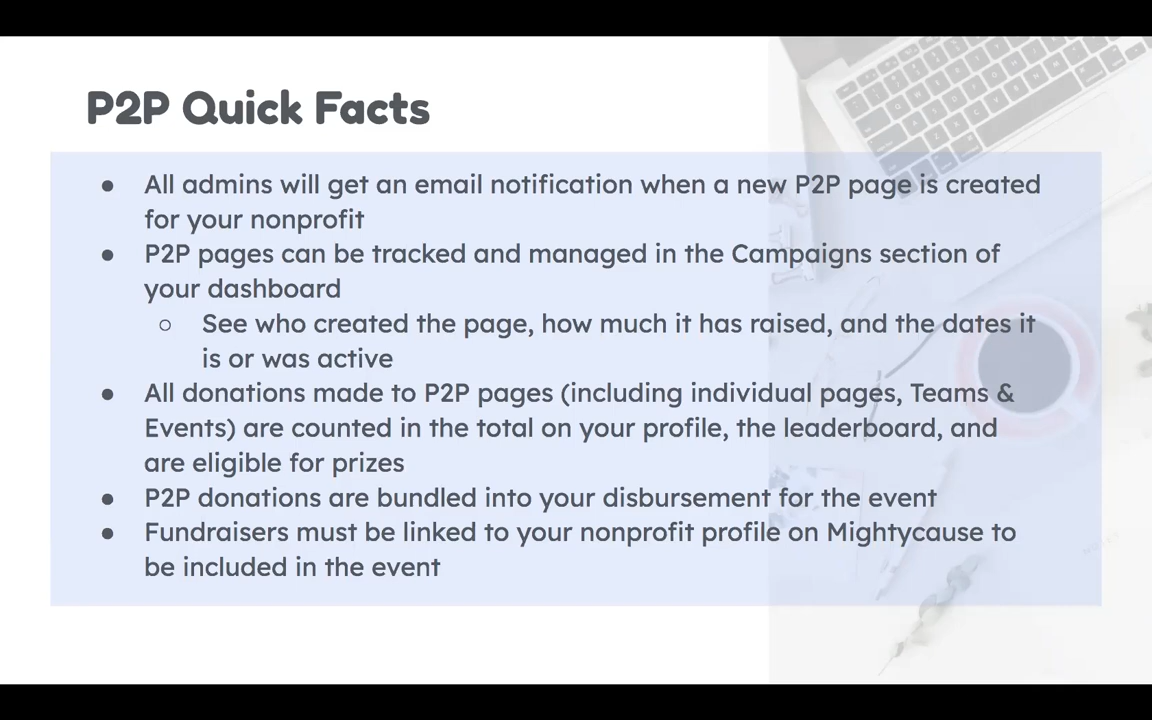 P2P Quick Facts
● All admins will get an email notification when a new P2P page is created
for your nonprofit
● P2P pages can be tracked and managed in the Campaigns section of
your dashboard
○ See who created the page, how much it has raised, and the dates it
is or was active
● All donations made to P2P pages (including individual pages, Teams &
Events) are counted in the total on your profile, the leaderboard, and
are eligible for prizes
● P2P donations are bundled into your disbursement for the event
● Fundraisers must be linked to your nonprofit profile on Mightycause to
be included in the event